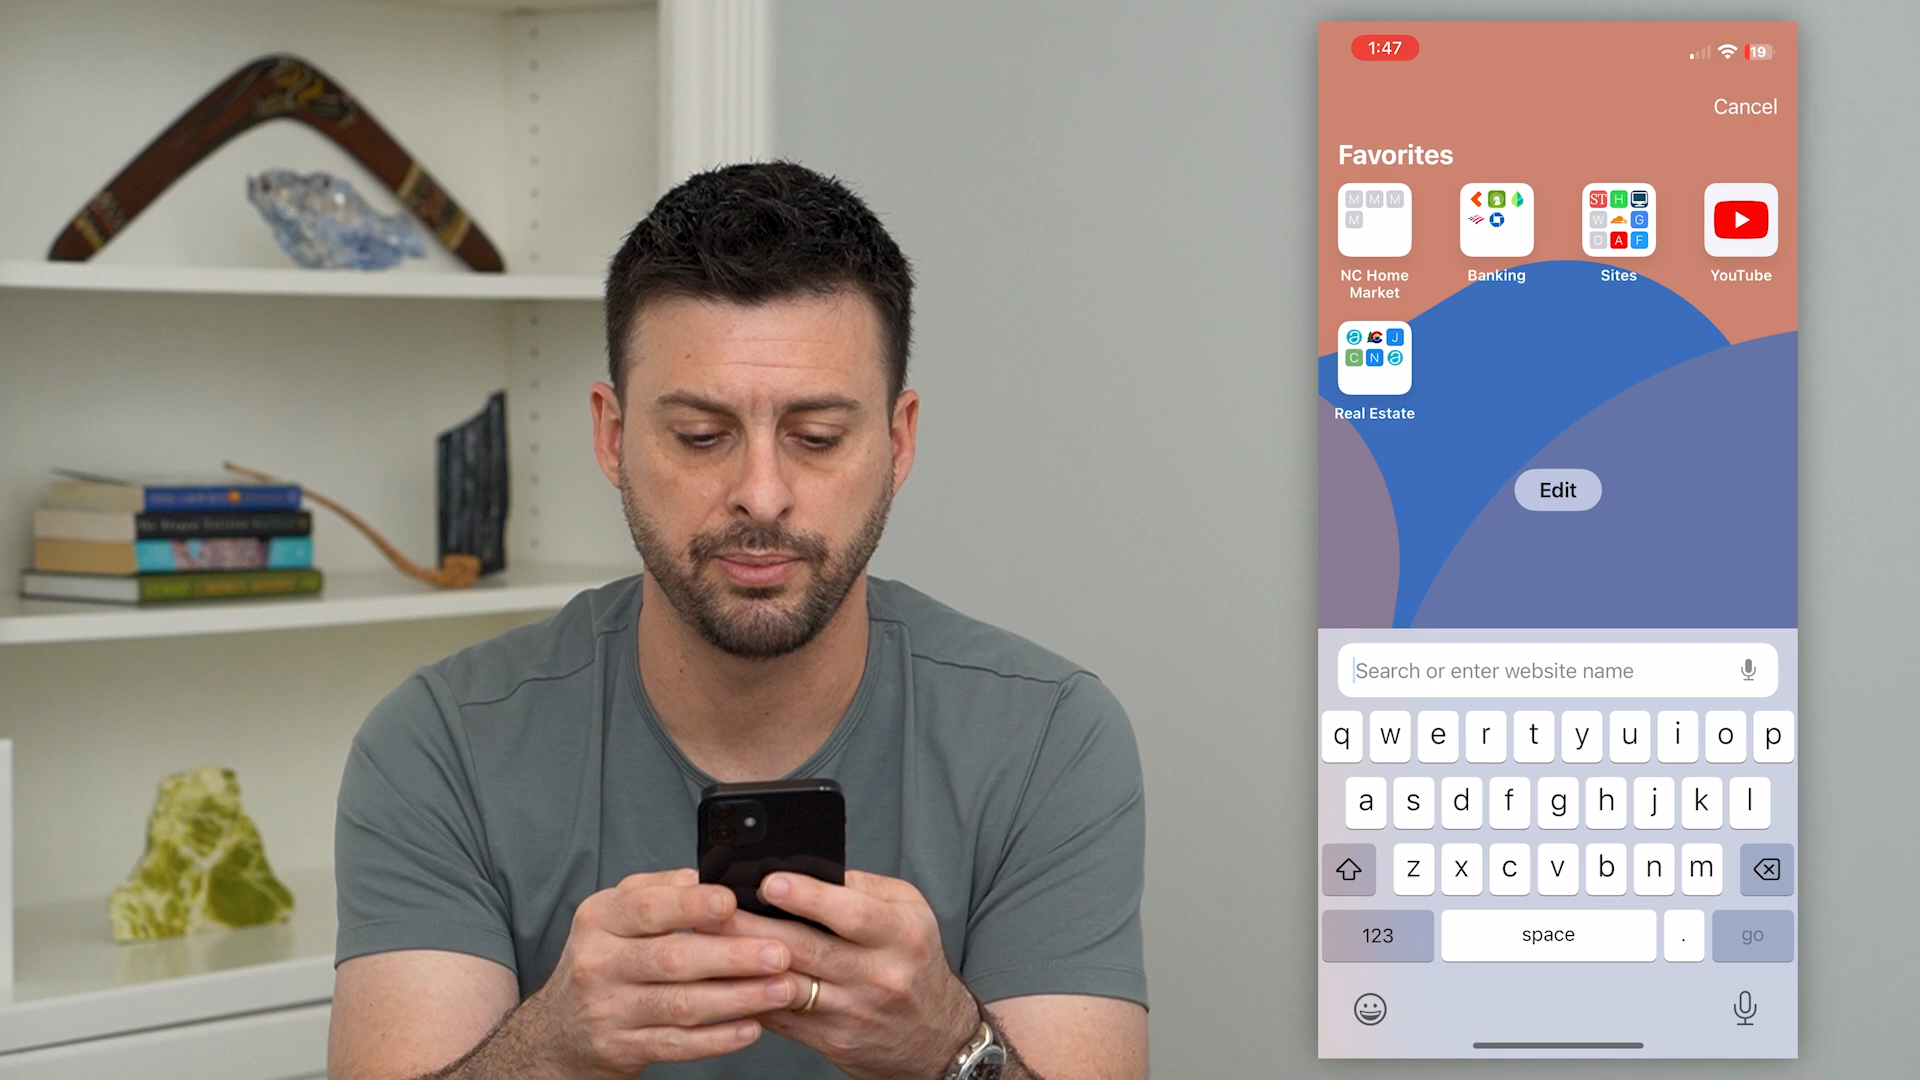 1:47
19
Cancel
Favorites
M M M
M
ST H
W G
D A F
NC Home
Market
Banking
Sites
YouTube
J
C N
Real Estate
Edit
Search or enter website name
q w e r t y u i o p
a s d f g h j k l
z x c v b n m
123 space . go